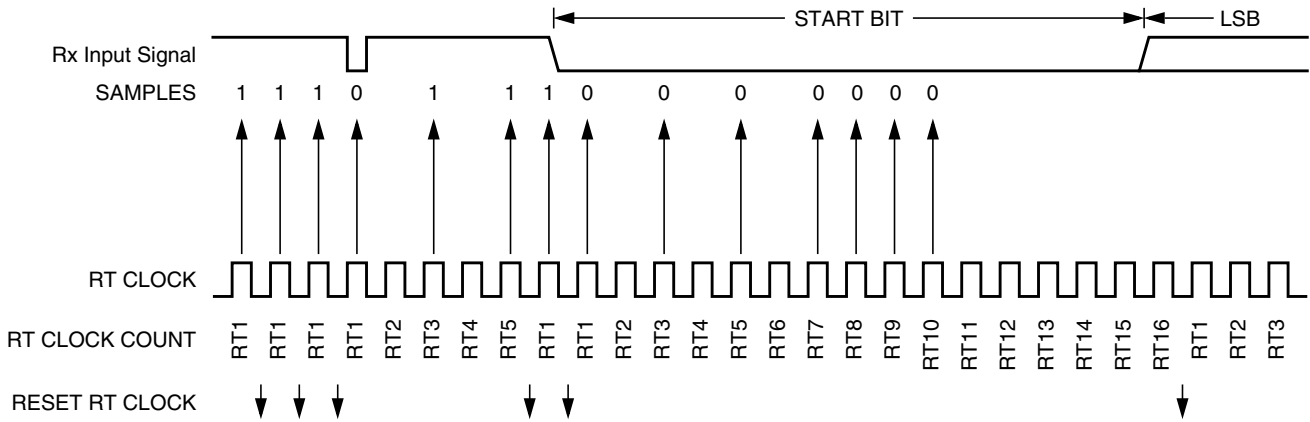 START BIT
LSB
Rx Input Signal
SAMPLES 1 1 1 0 1 1 1 0 0 0 0 0 0 0
RT CLOCK
RT CLOCK COUNT RT1 RT1 RT1 RT1 RT2 RT3 RT4 RT5 RT1 RT1 RT2 RT3 RT4 RT5 RT6 RT7 RT8 RT9 RT10 RT11 RT12 RT13 RT14 RT15 RT16 RT1 RT2 RT3
RESET RT CLOCK